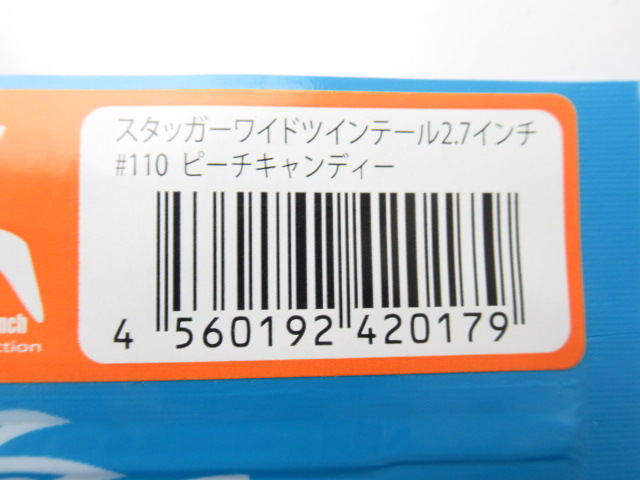 スタッガーワイドツインテール2.7インチ
#110 ピーチキャンディー
4 560192 420179